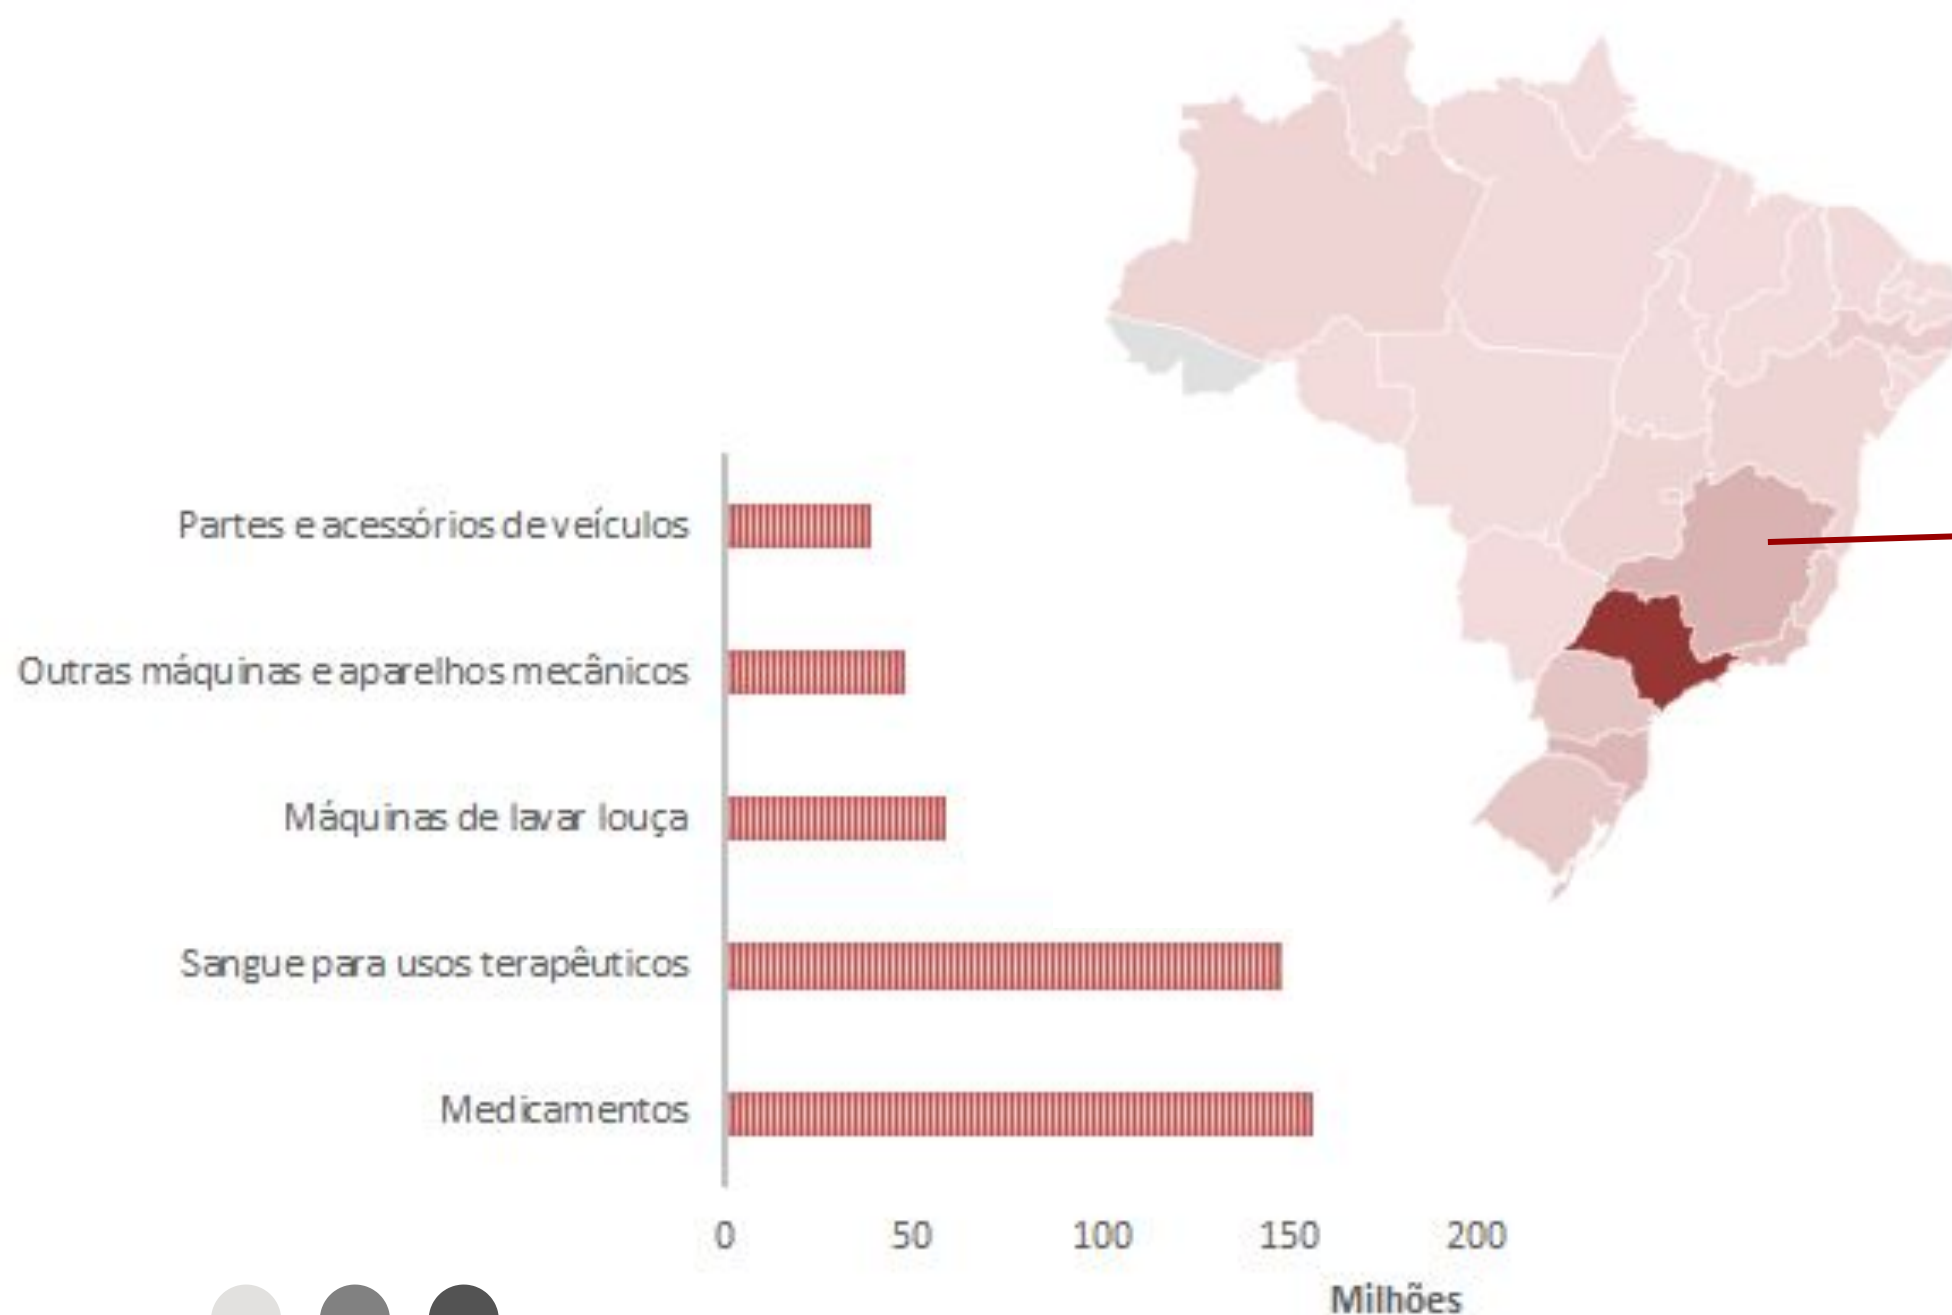 Partes e acessórios de veículos
Outras máquinas e aparelhos mecânicos
Máquinas de lavar louça
Sangue para usos terapêuticos
Medicamentos
0 50 100 150 200
Milhões